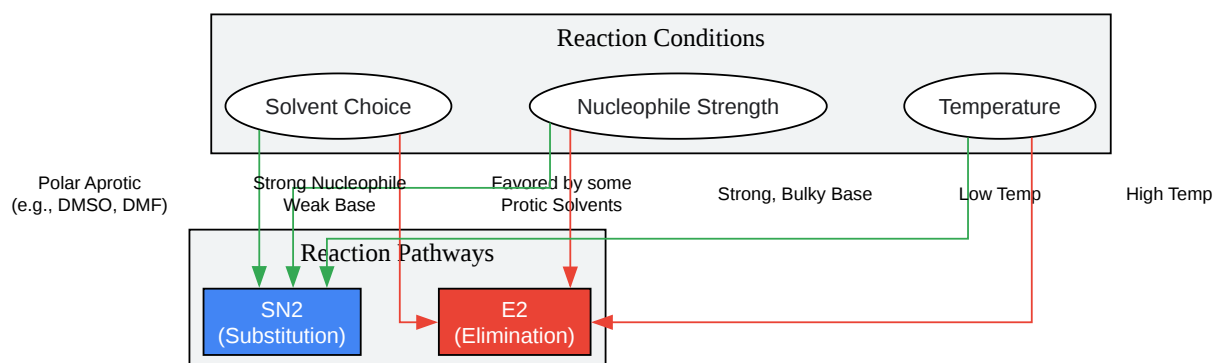 Reaction Conditions
Solvent Choice
Nucleophile Strength
Temperature
Polar Aprotic
(e.g., DMSO, DMF)
Strong Nucleophile
Weak Base
Favored by some
Protic Solvents
Strong, Bulky Base
Low Temp
High Temp
Reaction Pathways
SN2
(Substitution)
E2
(Elimination)